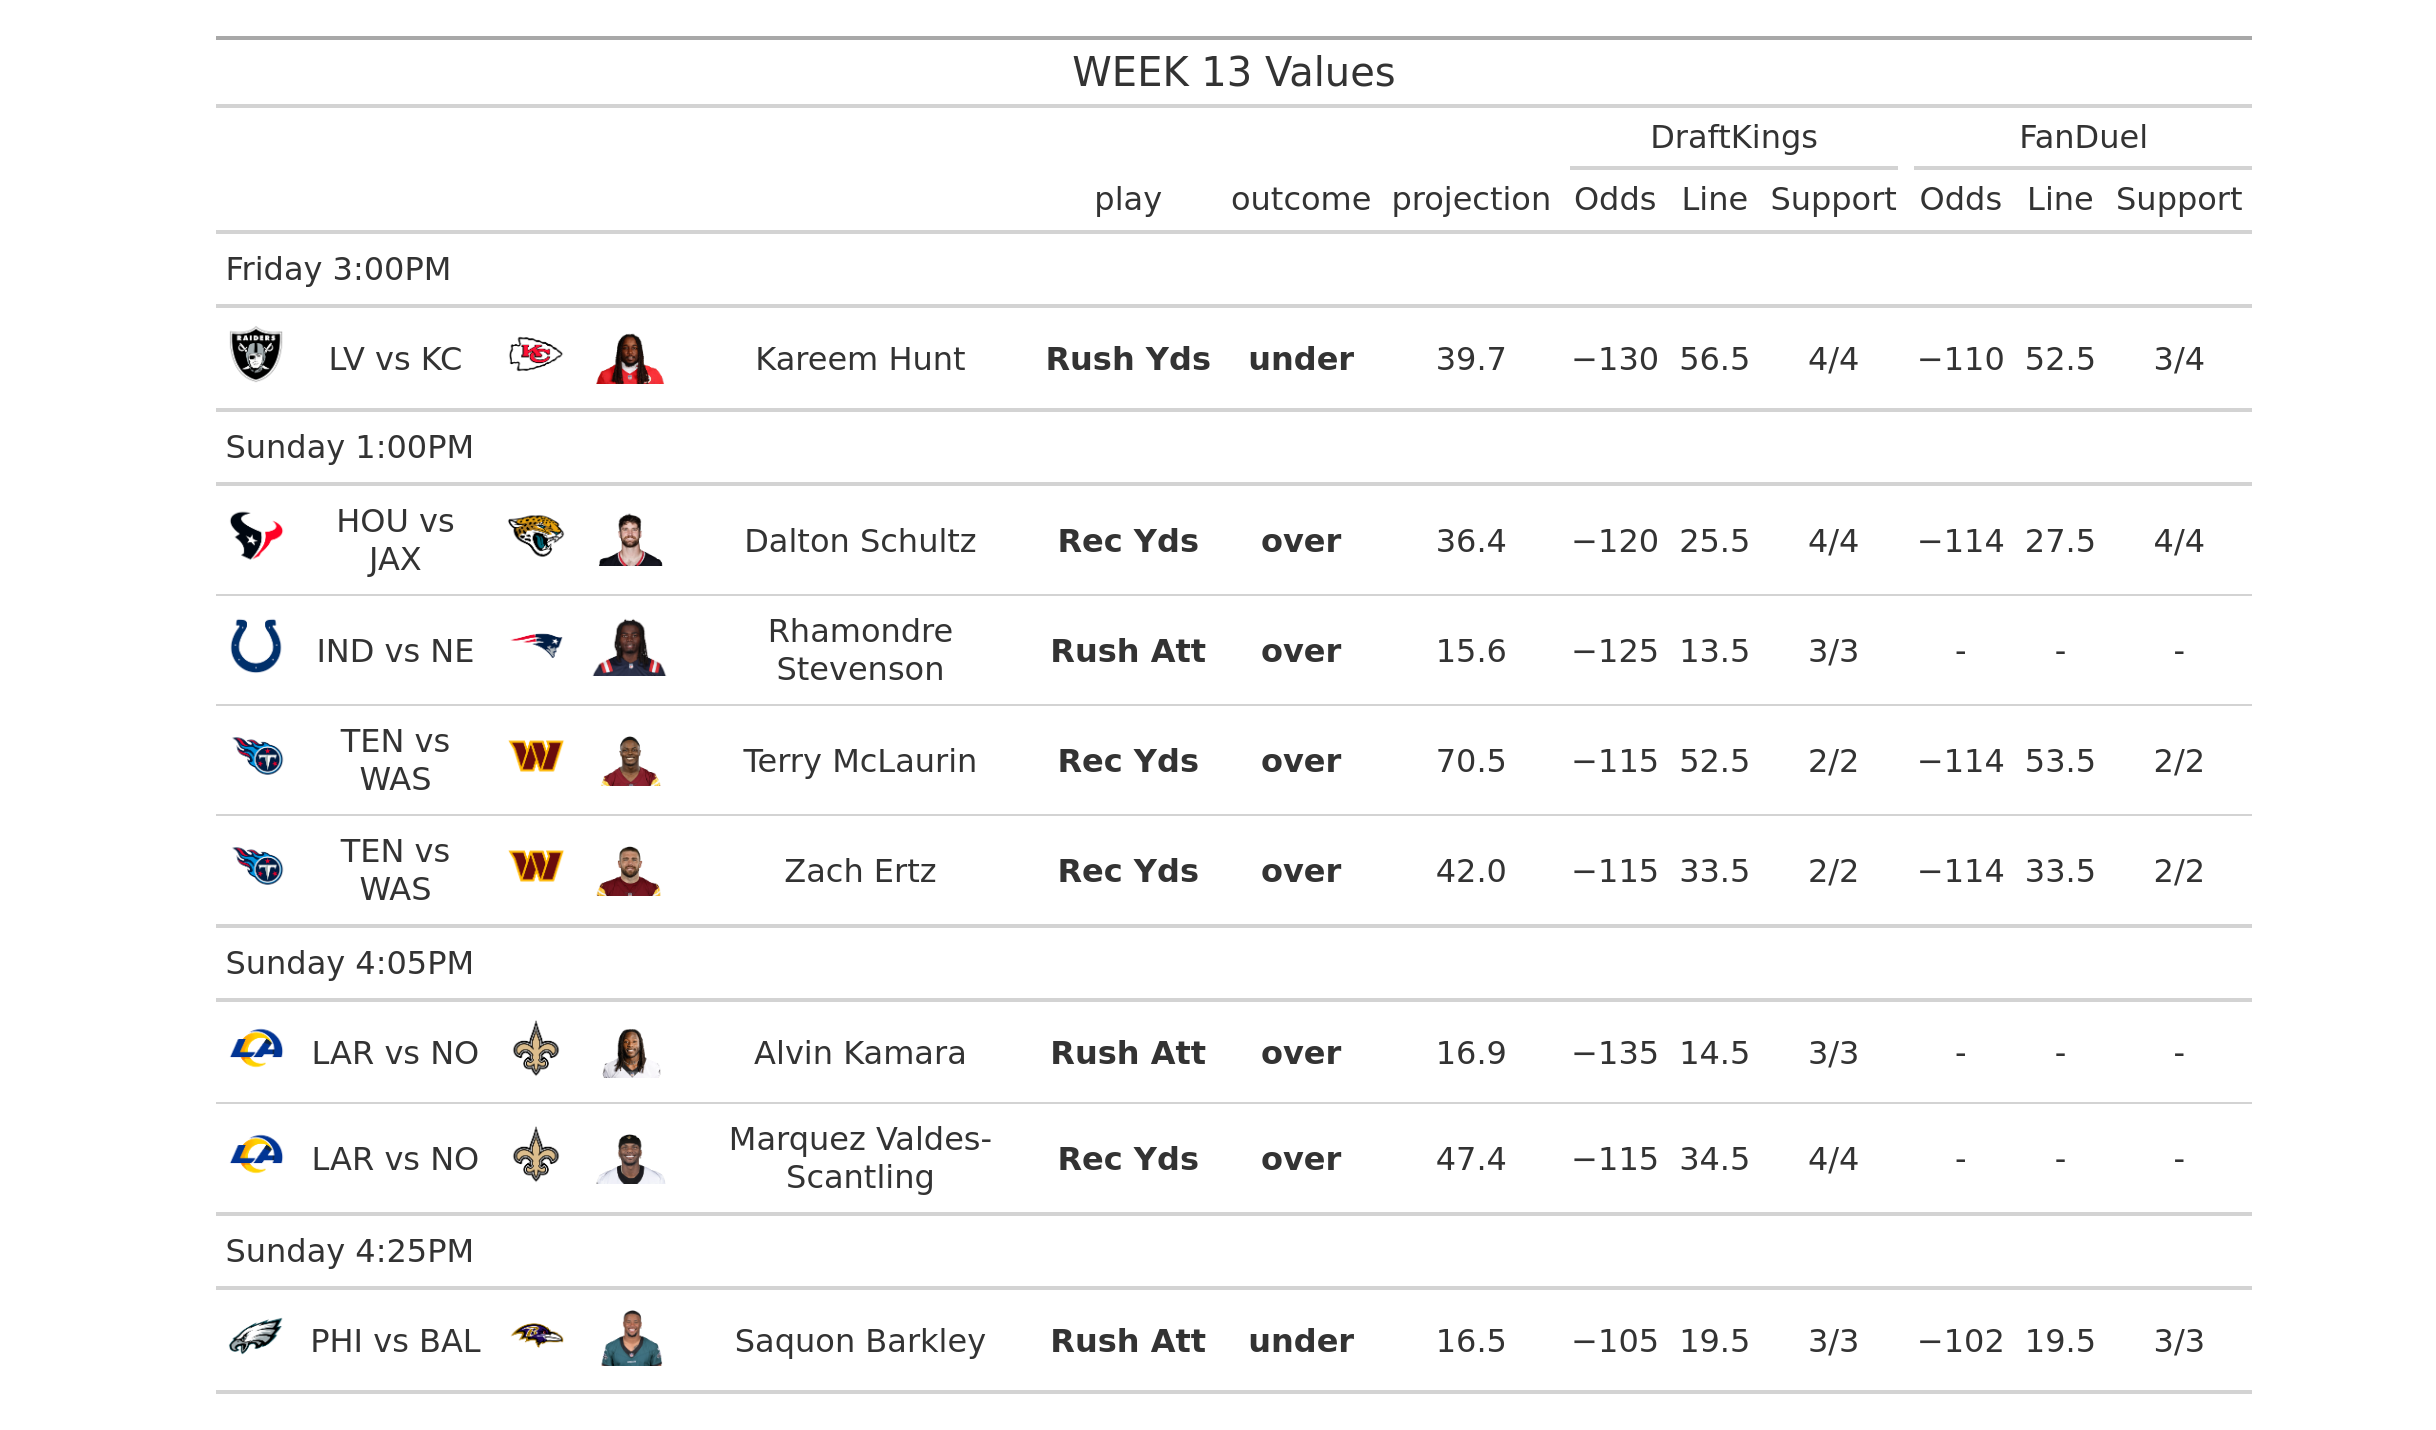 WEEK 13 Values
DraftKings FanDuel
play outcome projection Odds Line Support Odds Line Support
Friday 3:00PM
RAIDERS
LV vs KC KC Kareem Hunt Rush Yds under 39.7 −130 56.5 4/4 −110 52.5 3/4
Sunday 1:00PM
HOU vs
JAX
Dalton Schultz Rec Yds over 36.4 −120 25.5 4/4 −114 27.5 4/4
IND vs NE
Rhamondre
Stevenson
Rush Att over 15.6 −125 13.5 3/3 - - -
TEN vs
WAS
Terry McLaurin Rec Yds over 70.5 −115 52.5 2/2 −114 53.5 2/2
TEN vs
WAS
Zach Ertz Rec Yds over 42.0 −115 33.5 2/2 −114 33.5 2/2
Sunday 4:05PM
LAR vs NO Alvin Kamara Rush Att over 16.9 −135 14.5 3/3 - - -
LAR vs NO
Marquez Valdes-
Scantling
Rec Yds over 47.4 −115 34.5 4/4 - - -
Sunday 4:25PM
PHI vs BAL Saquon Barkley Rush Att under 16.5 −105 19.5 3/3 −102 19.5 3/3